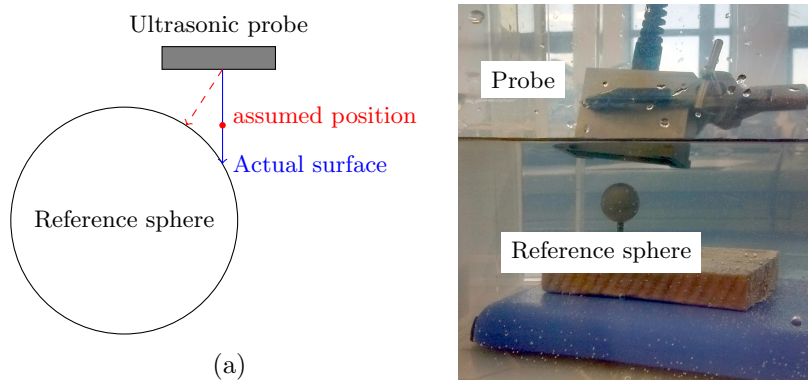 Ultrasonic probe
assumed position
Actual surface
Reference sphere
(a)
Probe
Reference sphere